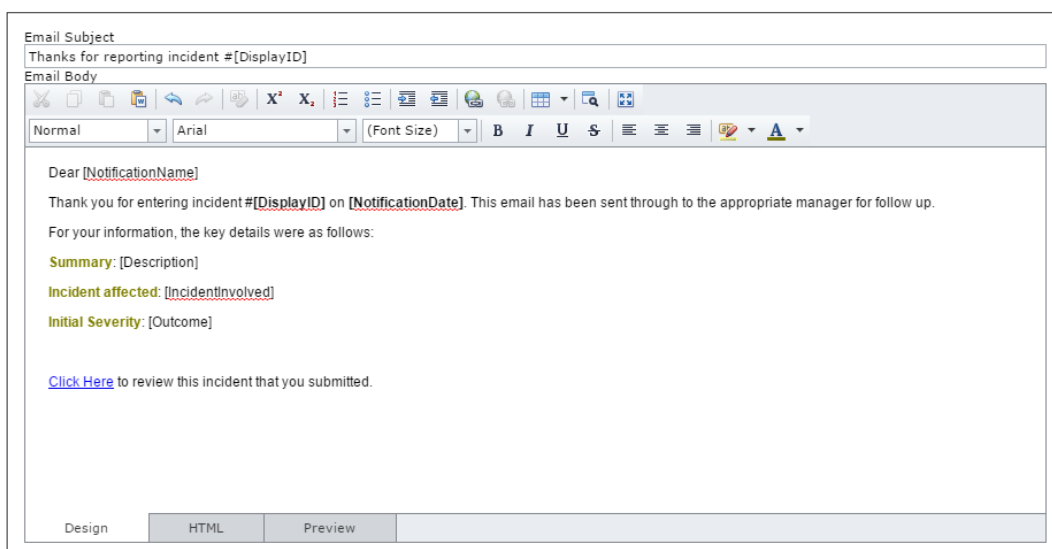 Email Subject
Thanks for reporting incident #[DisplayID]
Email Body
X² X₂
Normal Arial (Font Size) B I U S A
Dear [NotificationName]
Thank you for entering incident #[DisplayID] on [NotificationDate]. This email has been sent through to the appropriate manager for follow up.
For your information, the key details were as follows:
Summary: [Description]
Incident affected: [IncidentInvolved]
Initial Severity: [Outcome]
Click Here to review this incident that you submitted.
Design HTML Preview